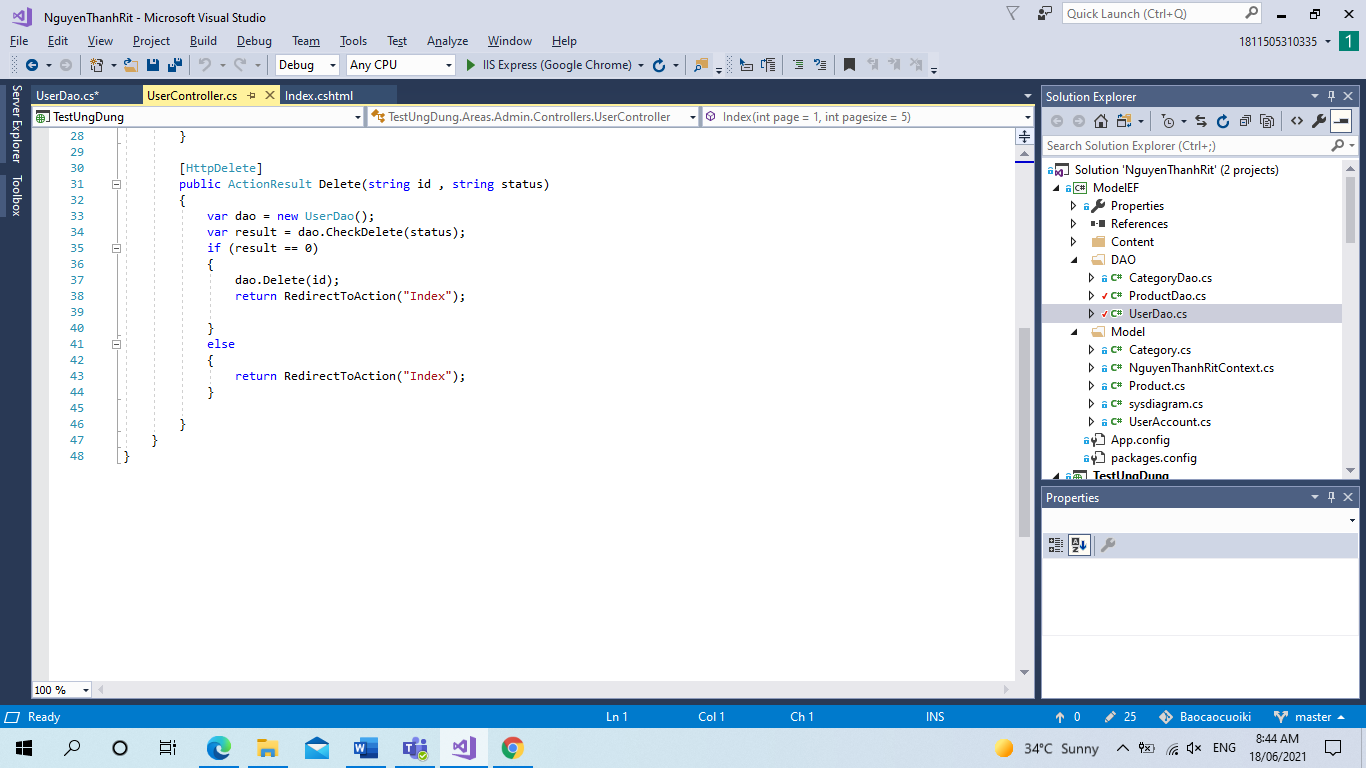 NguyenThanhRit - Microsoft Visual Studio
Quick Launch (Ctrl+Q)
File Edit View Project Build Debug Team Tools Test Analyze Window Help
1811505310335
1
Debug Any CPU IIS Express (Google Chrome)
Server Explorer
Toolbox
UserDao.cs* UserController.cs Index.cshtml
TestUngDung TestUngDung.Areas.Admin.Controllers.UserController Index(int page = 1, int pagesize = 5)
28 }
29
30 [HttpDelete]
31 public ActionResult Delete(string id , string status)
32 {
33 var dao = new UserDao();
34 var result = dao.CheckDelete(status);
35 if (result == 0)
36 {
37 dao.Delete(id);
38 return RedirectToAction("Index");
39
40 }
41 else
42 {
43 return RedirectToAction("Index");
44 }
45
46 }
47 }
48 }
100 %
Solution Explorer
Search Solution Explorer (Ctrl+;)
Solution 'NguyenThanhRit' (2 projects)
ModelEF
Properties
References
Content
DAO
CategoryDao.cs
ProductDao.cs
UserDao.cs
Model
Category.cs
NguyenThanhRitContext.cs
Product.cs
sysdiagram.cs
UserAccount.cs
App.config
packages.config
TestUngDung
Properties
Ready Ln 1 Col 1 Ch 1 INS 0 25 Baocaocuoiki master
34°C Sunny ENG
8:44 AM
18/06/2021